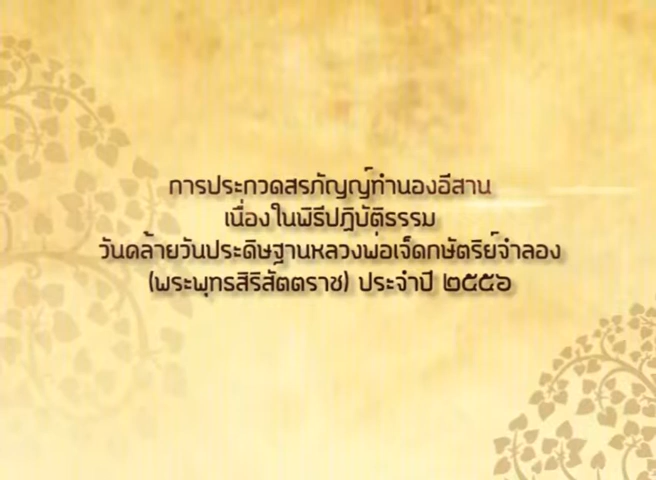 การประกวดสรภัญญ์ทำนองอีสาน
เนื่องในพิธีปฏิบัติธรรม
วันคล้ายวันประดิษฐานหลวงพ่อเจ็ดกษัตริย์จำลอง
(พระพุทธสิริสัตตราช) ประจำปี ๒๕๕๖